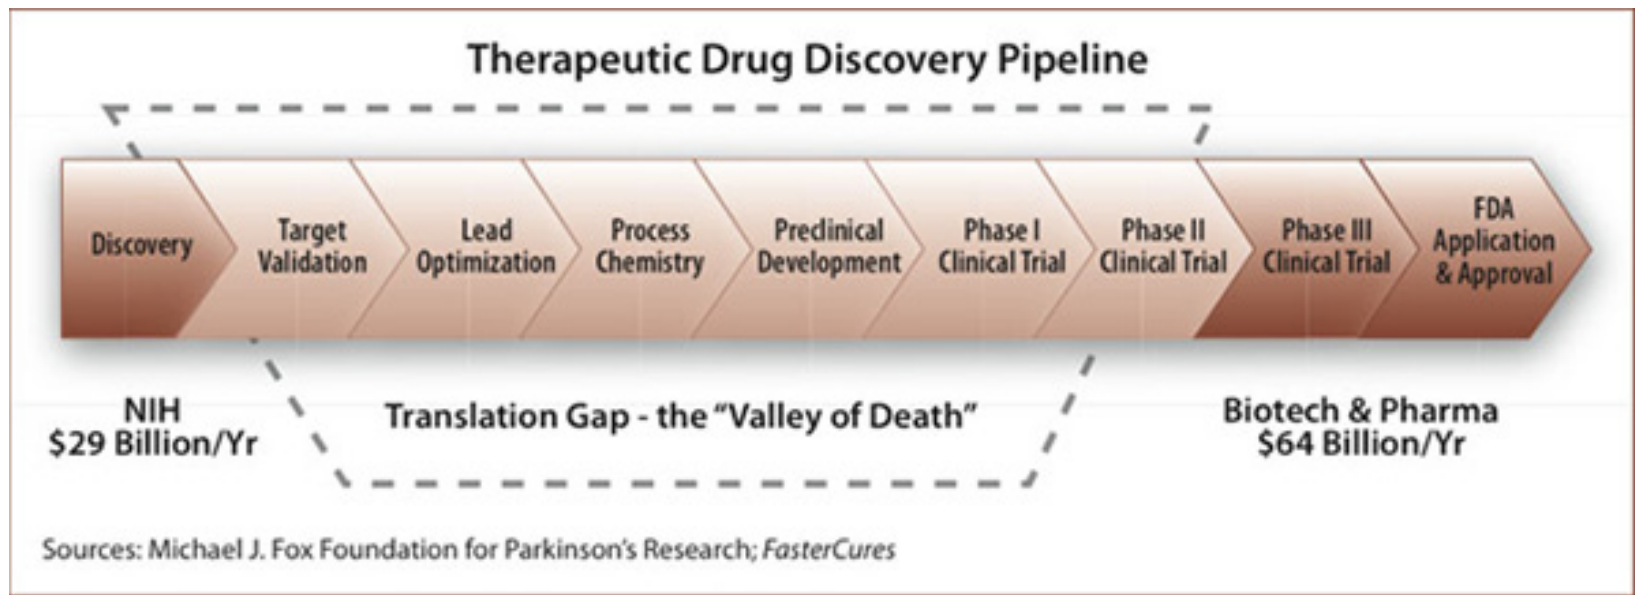 Therapeutic Drug Discovery Pipeline
Discovery
Target
Validation
Lead
Optimization
Process
Chemistry
Preclinical
Development
Phase I
Clinical Trial
Phase II
Clinical Trial
Phase III
Clinical Trial
FDA
Application
& Approval
NIH
$29 Billion/Yr
Translation Gap - the “Valley of Death”
Biotech & Pharma
$64 Billion/Yr
Sources: Michael J. Fox Foundation for Parkinson’s Research; FasterCures